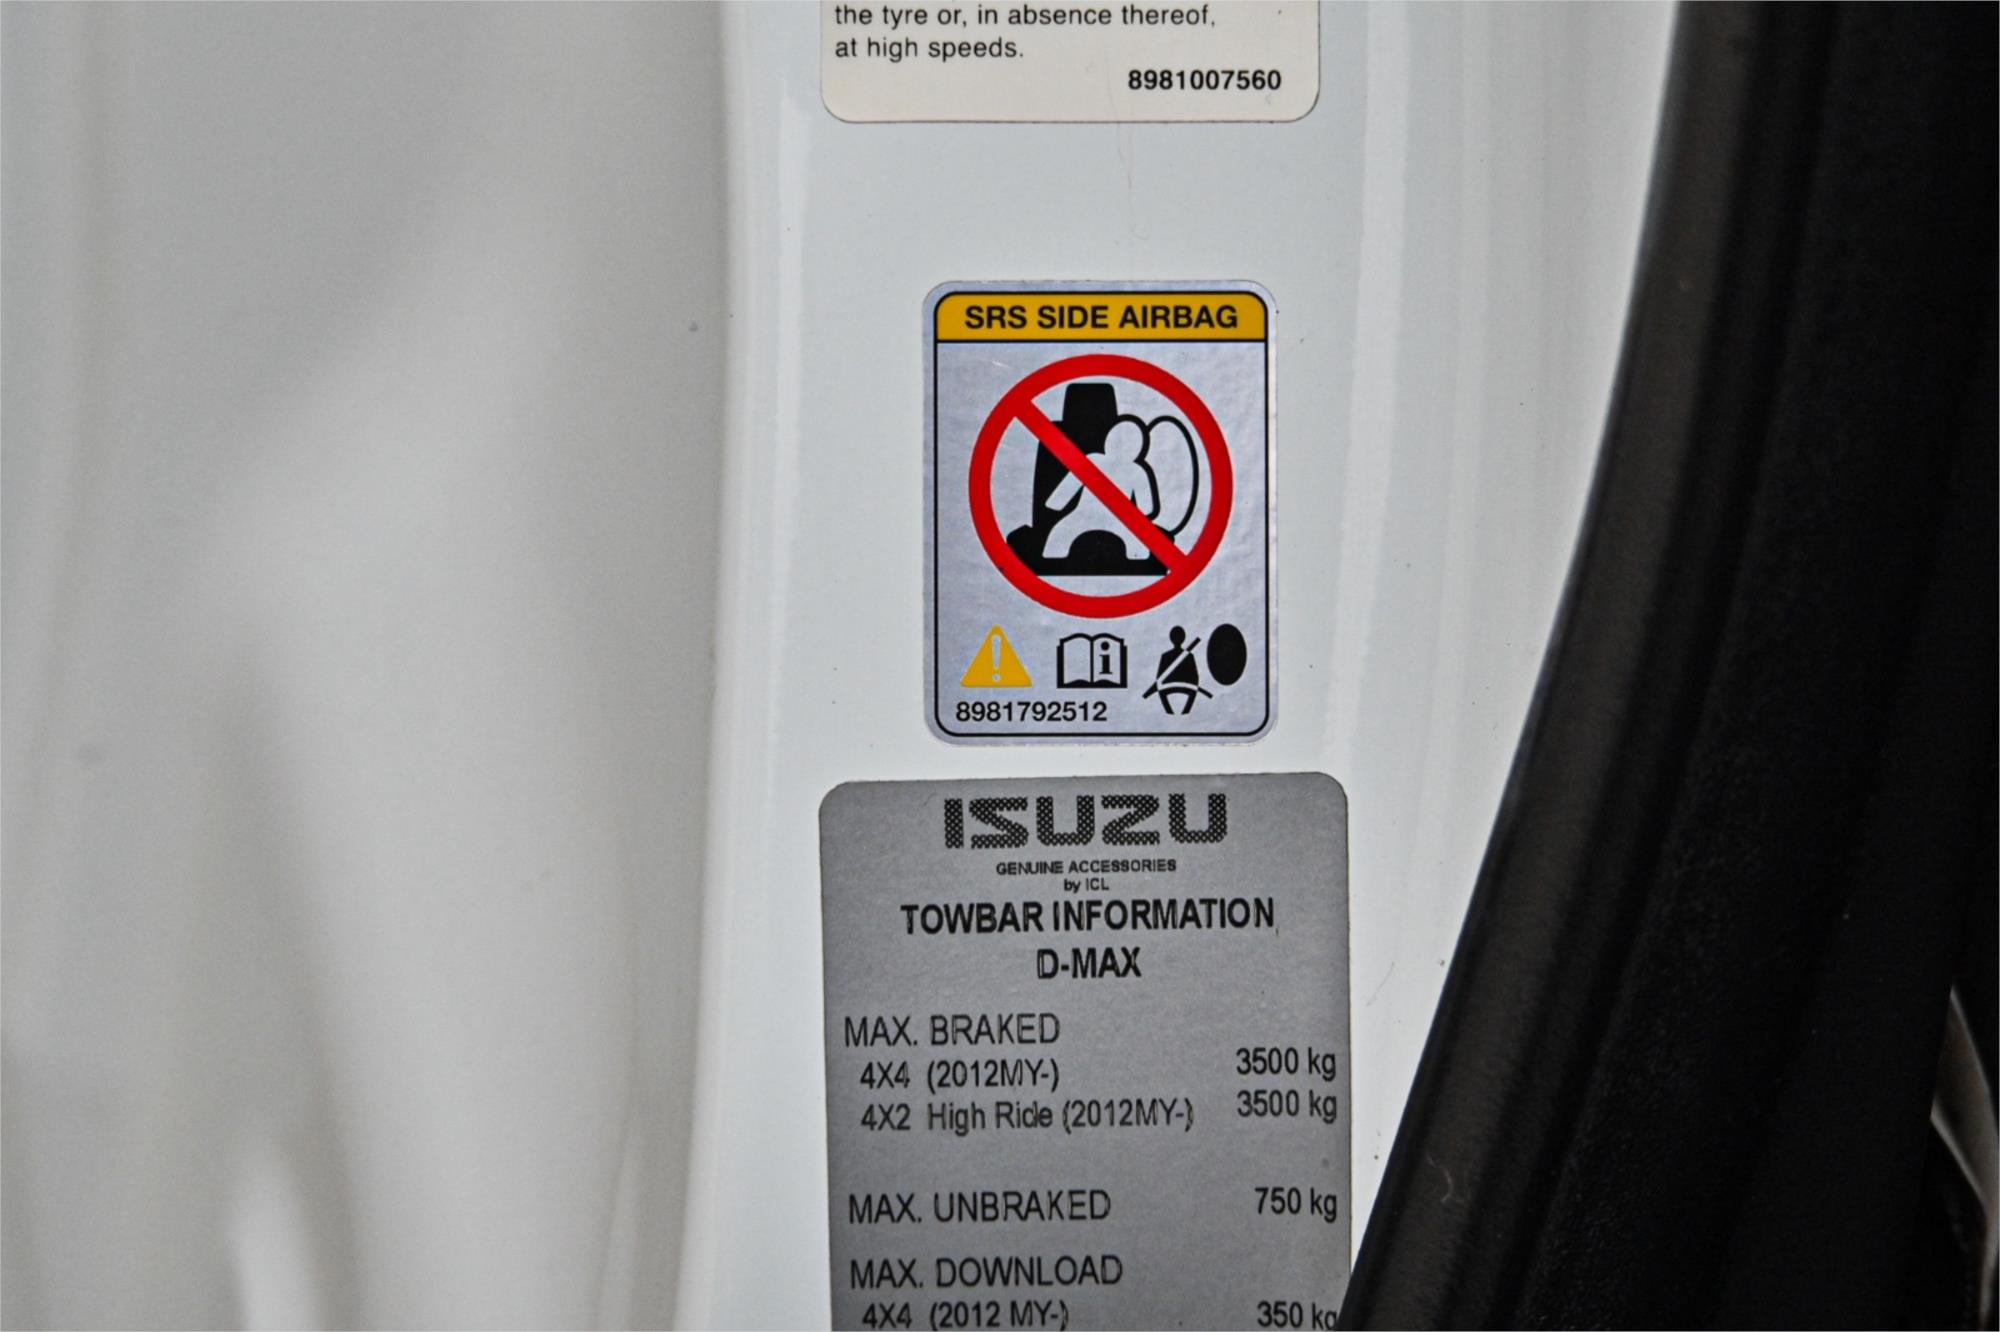 the tyre or, in absence thereof,
at high speeds.
8981007560
SRS SIDE AIRBAG
8981792512
ISUZU
GENUINE ACCESSORIES
by ICL
TOWBAR INFORMATION
D-MAX
MAX. BRAKED
4X4 (2012MY-) 3500 kg
4X2 High Ride (2012MY-) 3500 kg
MAX. UNBRAKED 750 kg
MAX. DOWNLOAD
4X4 (2012 MY-) 350 kg